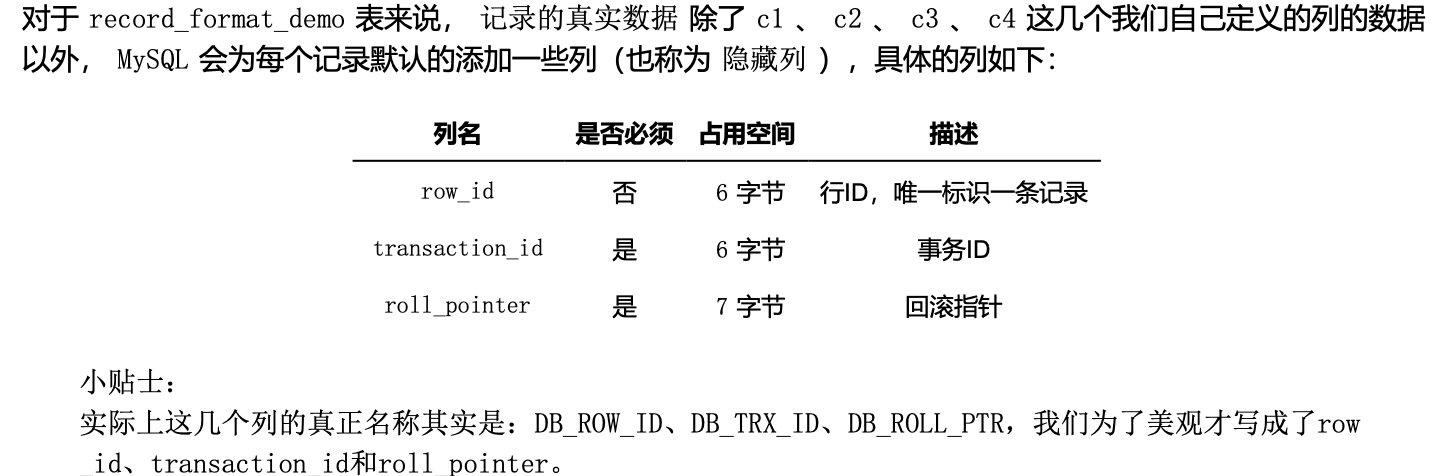 对于 record_format_demo 表来说， 记录的真实数据 除了 c1 、 c2 、 c3 、 c4 这几个我们自己定义的列的数据
以外， MySQL 会为每个记录默认的添加一些列（也称为 隐藏列 ），具体的列如下：
列名 是否必须 占用空间 描述
row_id 否 6 字节 行ID，唯一标识一条记录
transaction_id 是 6 字节 事务ID
roll_pointer 是 7 字节 回滚指针
小贴士：
实际上这几个列的真正名称其实是：DB_ROW_ID、DB_TRX_ID、DB_ROLL_PTR，我们为了美观才写成了row
_id、transaction_id和roll_pointer。